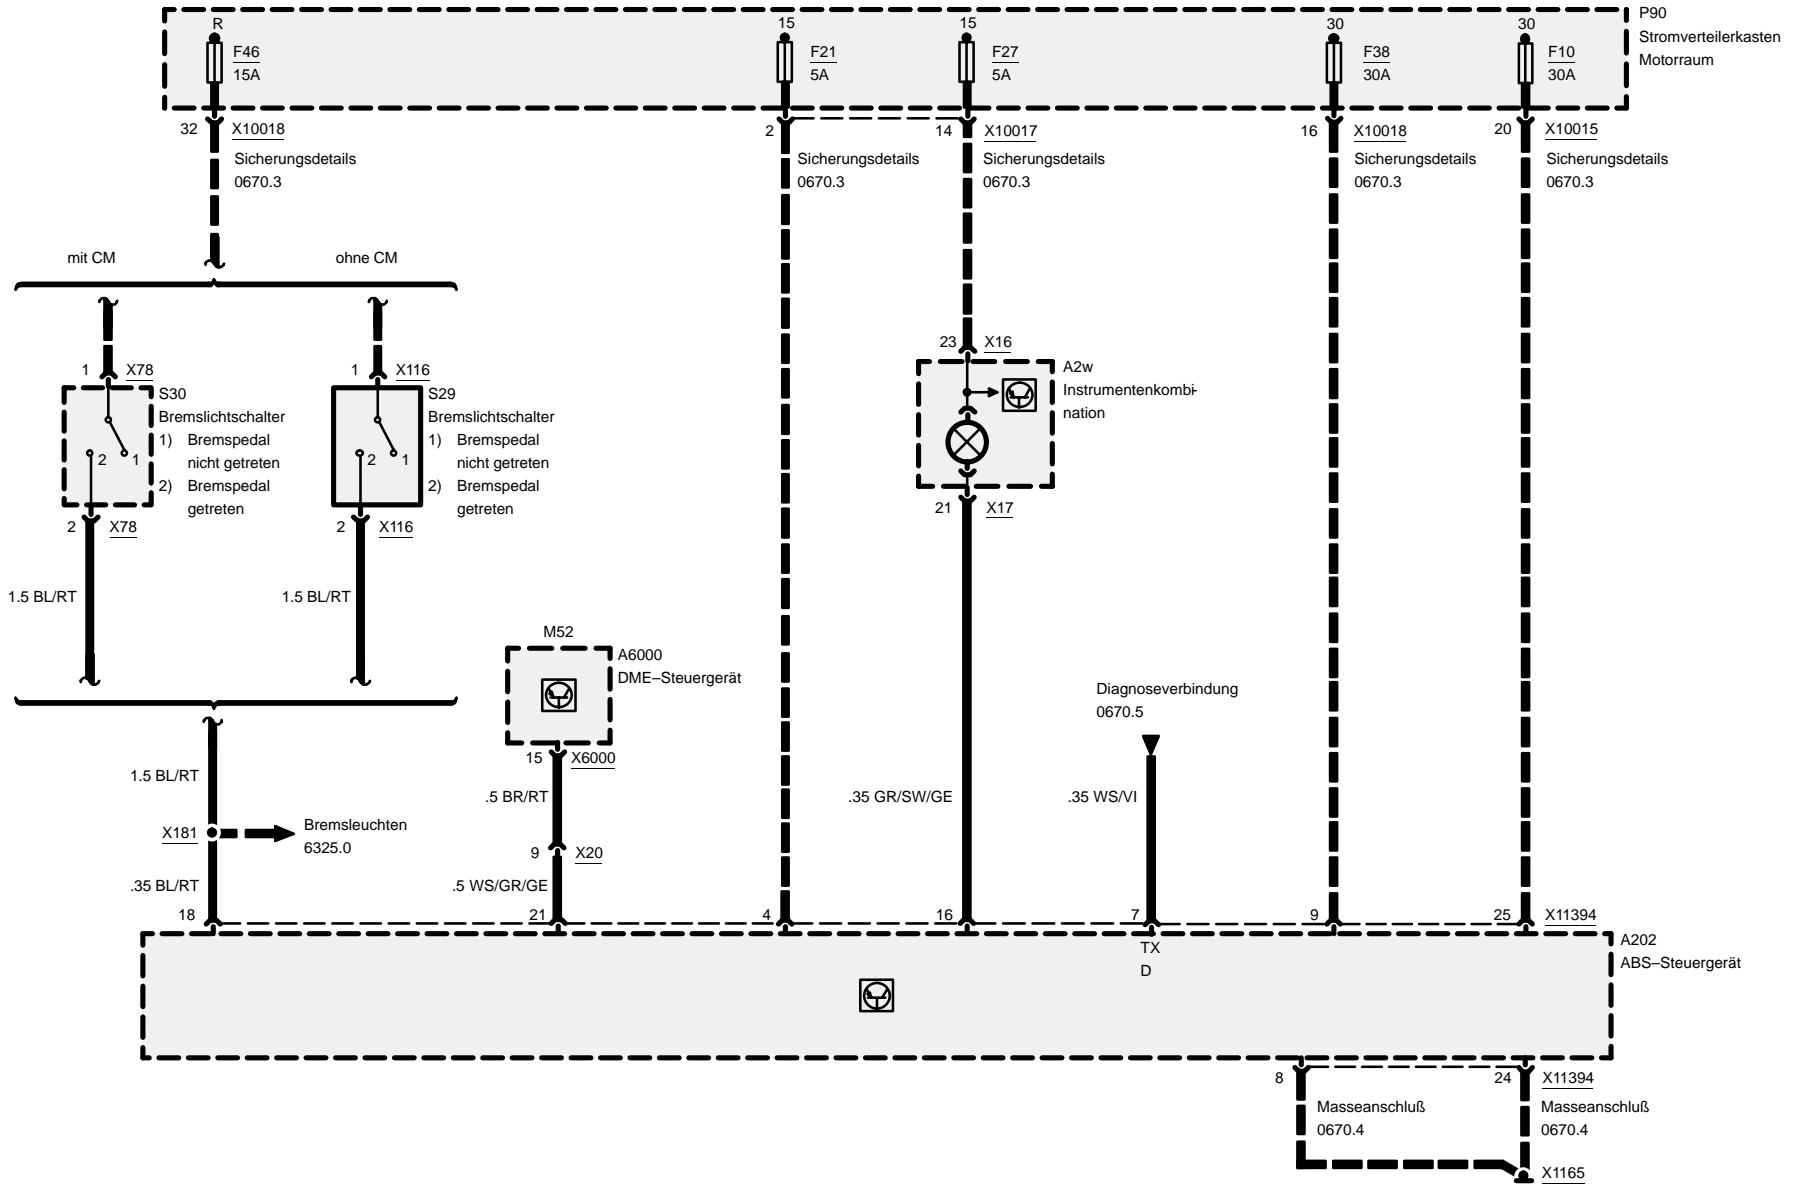 R
F46
15A
15
F21
5A
15
F27
5A
30
F38
30A
30
F10
30A
P90
Stromverteilerkasten
Motorraum
32
X10018
Sicherungsdetails
0670.3
2
Sicherungsdetails
0670.3
14
X10017
Sicherungsdetails
0670.3
16
X10018
Sicherungsdetails
0670.3
20
X10015
Sicherungsdetails
0670.3
mit CM
ohne CM
1
X78
S30
Bremslichtschalter
1) Bremspedal
nicht getreten
2) Bremspedal
getreten
2
1
2
X78
1
X116
S29
Bremslichtschalter
1) Bremspedal
nicht getreten
2) Bremspedal
getreten
2
1
2
X116
23
X16
A2w
Instrumentenkombi-
nation
21
X17
1.5 BL/RT
1.5 BL/RT
M52
A6000
DME–Steuergerät
15
X6000
.5 BR/RT
9
X20
.5 WS/GR/GE
Diagnoseverbindung
0670.5
1.5 BL/RT
X181
Bremsleuchten
6325.0
.35 BL/RT
.35 GR/SW/GE
.35 WS/VI
18
21
4
16
7
9
25
X11394
TX
D
A202
ABS–Steuergerät
8
24
X11394
Masseanschluß
0670.4
Masseanschluß
0670.4
X1165